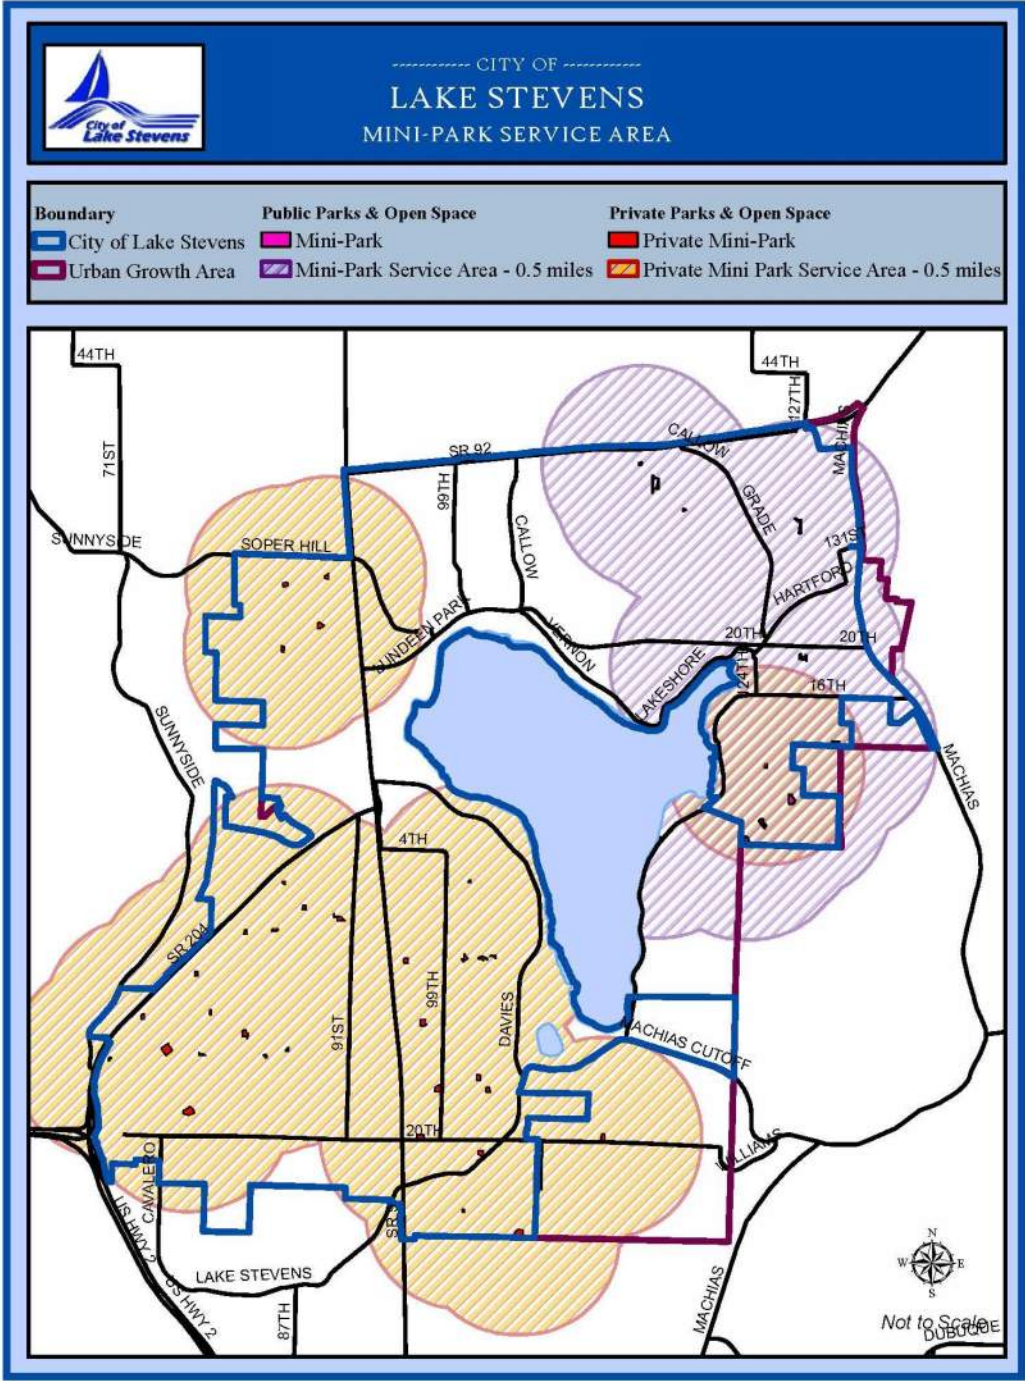 ------------ CITY OF ------------
LAKE STEVENS
MINI-PARK SERVICE AREA
City of
Lake Stevens
Boundary
City of Lake Stevens
Urban Growth Area
Public Parks & Open Space
Mini-Park
Mini-Park Service Area - 0.5 miles
Private Parks & Open Space
Private Mini-Park
Private Mini Park Service Area - 0.5 miles
44TH
44TH
71ST
127TH
MACHIAS
CALLOW
SR 92
99TH
CALLOW
GRADE
131ST
SUNNYSIDE
SOPER HILL
HARTFORD
LUNDEEN PARK
VERNON
20TH
20TH
LAKESHORE
124TH
16TH
SUNNYSIDE
MACHIAS
4TH
SR 204
99TH
91ST
DAVIES
MACHIAS CUTOFF
20TH
CAVALERO
WILLIAMS
US HWY 2
SR
LAKE STEVENS
US HWY 2
87TH
MACHIAS
N
W
E
S
Not to Scale
DUBUQUE